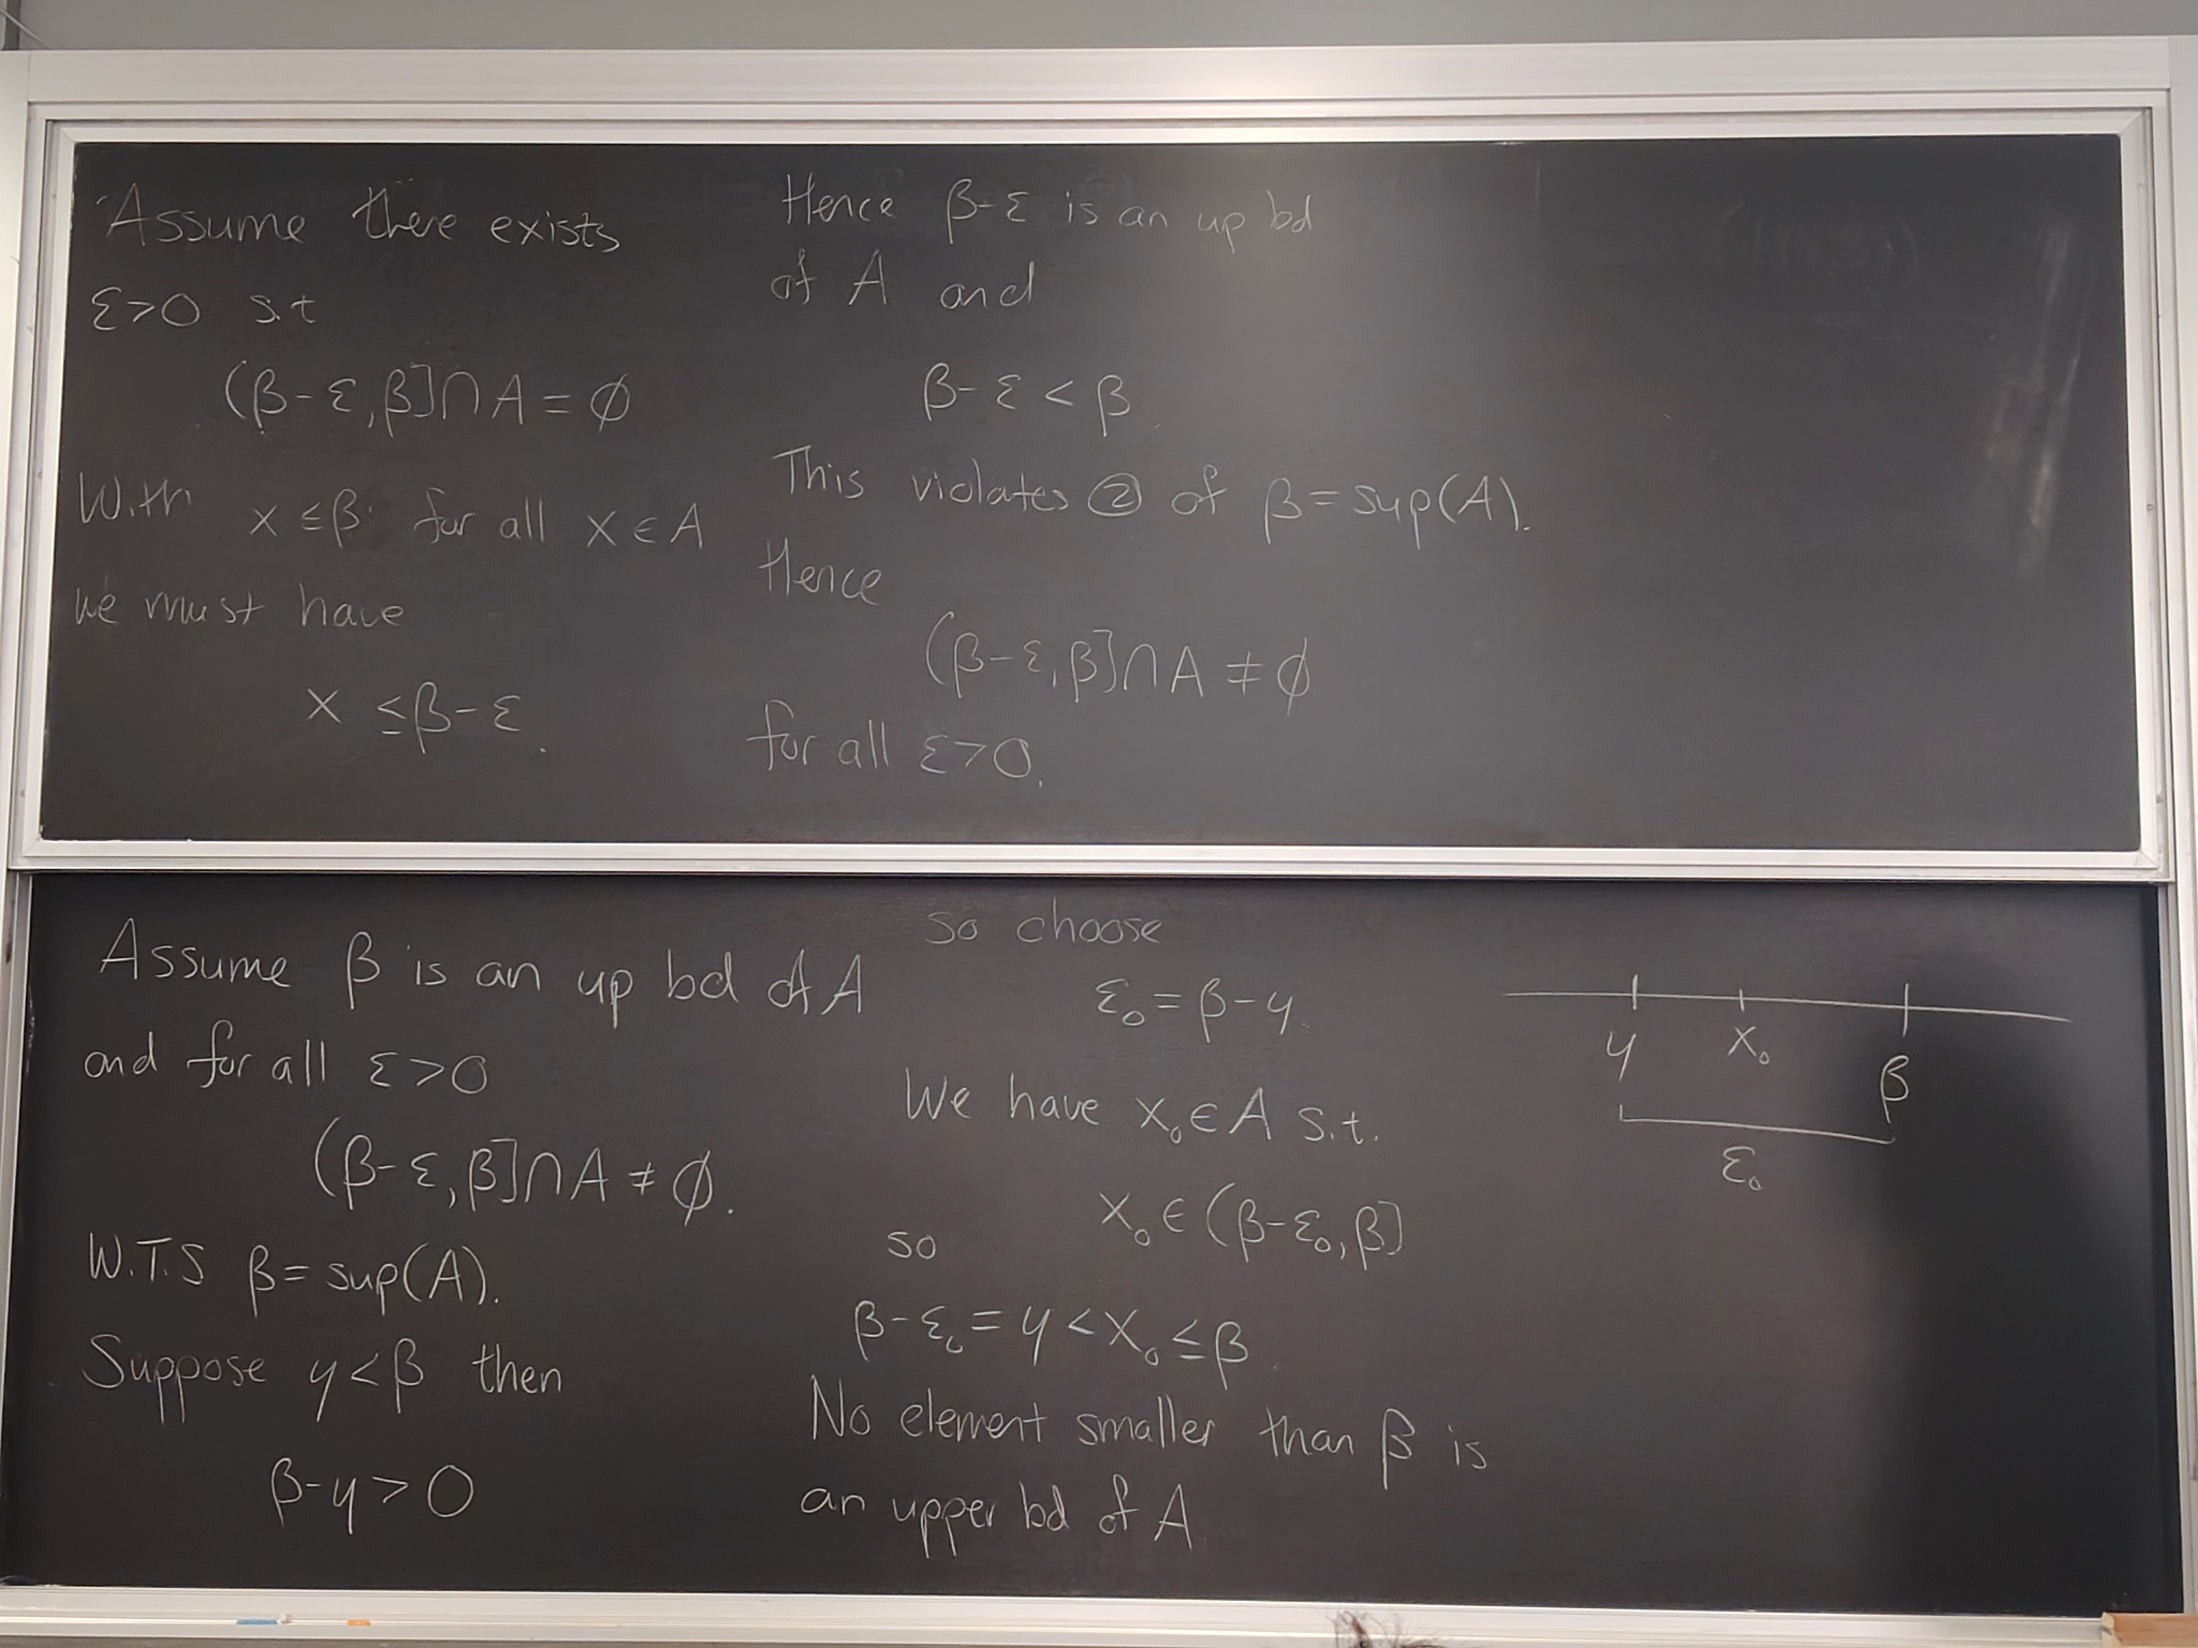 Assume there exists
ε>0 s.t
(β-ε,β]∩A=∅
With x≤β for all x∈A
we must have
x ≤β-ε.
Hence β-ε is an up bd
of A and
β-ε<β.
This violates ② of β=sup(A).
Hence
(β-ε,β]∩A≠∅
for all ε>0.
Assume β is an up bd of A
and for all ε>0
(β-ε,β]∩A≠∅.
W.T.S β=sup(A).
Suppose y<β then
β-y>0
so choose
ε₀=β-y.
We have x₀∈A s.t.
x₀∈(β-ε₀,β]
so
β-ε₀=y<x₀≤β.
No element smaller than β is
an upper bd of A.
y x₀ β
ε₀